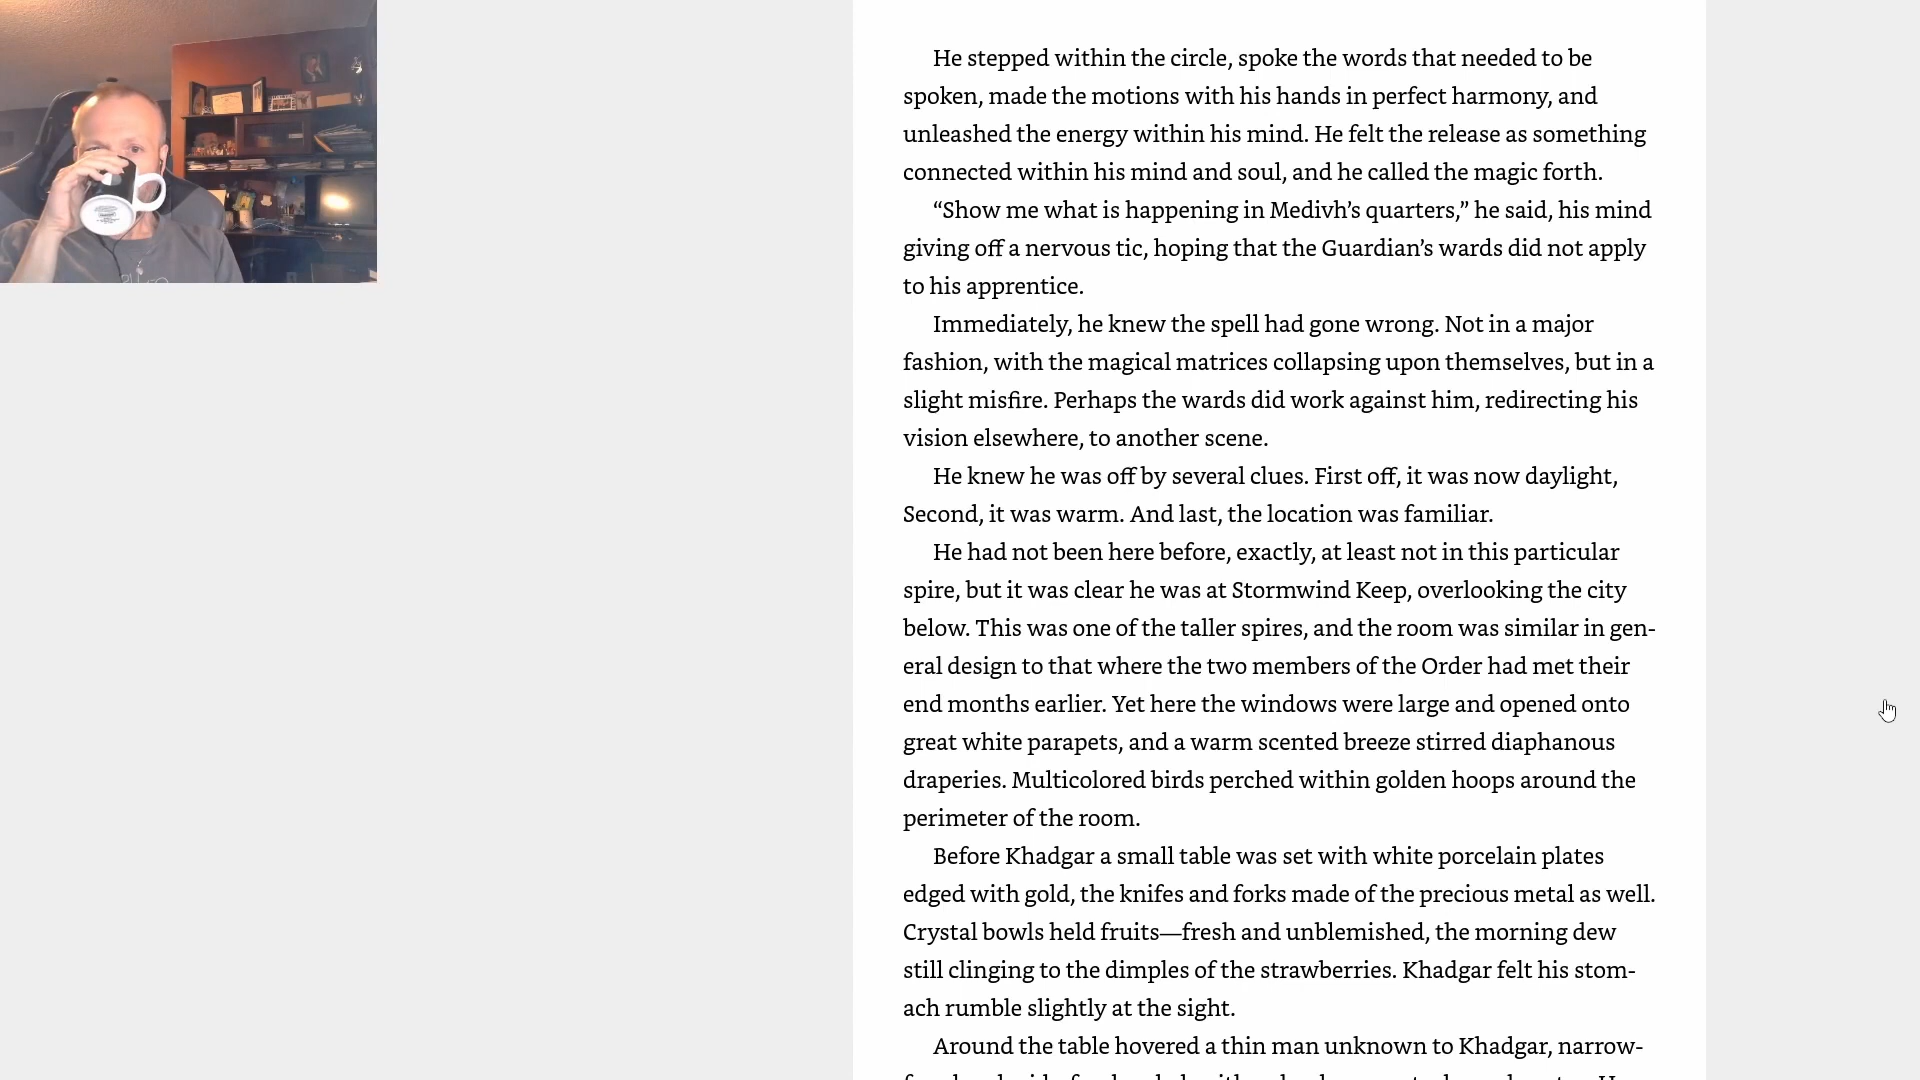 He stepped within the circle, spoke the words that needed to be
spoken, made the motions with his hands in perfect harmony, and
unleashed the energy within his mind. He felt the release as something
connected within his mind and soul, and he called the magic forth.
“Show me what is happening in Medivh’s quarters,” he said, his mind
giving off a nervous tic, hoping that the Guardian’s wards did not apply
to his apprentice.
Immediately, he knew the spell had gone wrong. Not in a major
fashion, with the magical matrices collapsing upon themselves, but in a
slight misfire. Perhaps the wards did work against him, redirecting his
vision elsewhere, to another scene.
He knew he was off by several clues. First off, it was now daylight,
Second, it was warm. And last, the location was familiar.
He had not been here before, exactly, at least not in this particular
spire, but it was clear he was at Stormwind Keep, overlooking the city
below. This was one of the taller spires, and the room was similar in gen-
eral design to that where the two members of the Order had met their
end months earlier. Yet here the windows were large and opened onto
great white parapets, and a warm scented breeze stirred diaphanous
draperies. Multicolored birds perched within golden hoops around the
perimeter of the room.
Before Khadgar a small table was set with white porcelain plates
edged with gold, the knifes and forks made of the precious metal as well.
Crystal bowls held fruits—fresh and unblemished, the morning dew
still clinging to the dimples of the strawberries. Khadgar felt his stom-
ach rumble slightly at the sight.
Around the table hovered a thin man unknown to Khadgar, narrow-